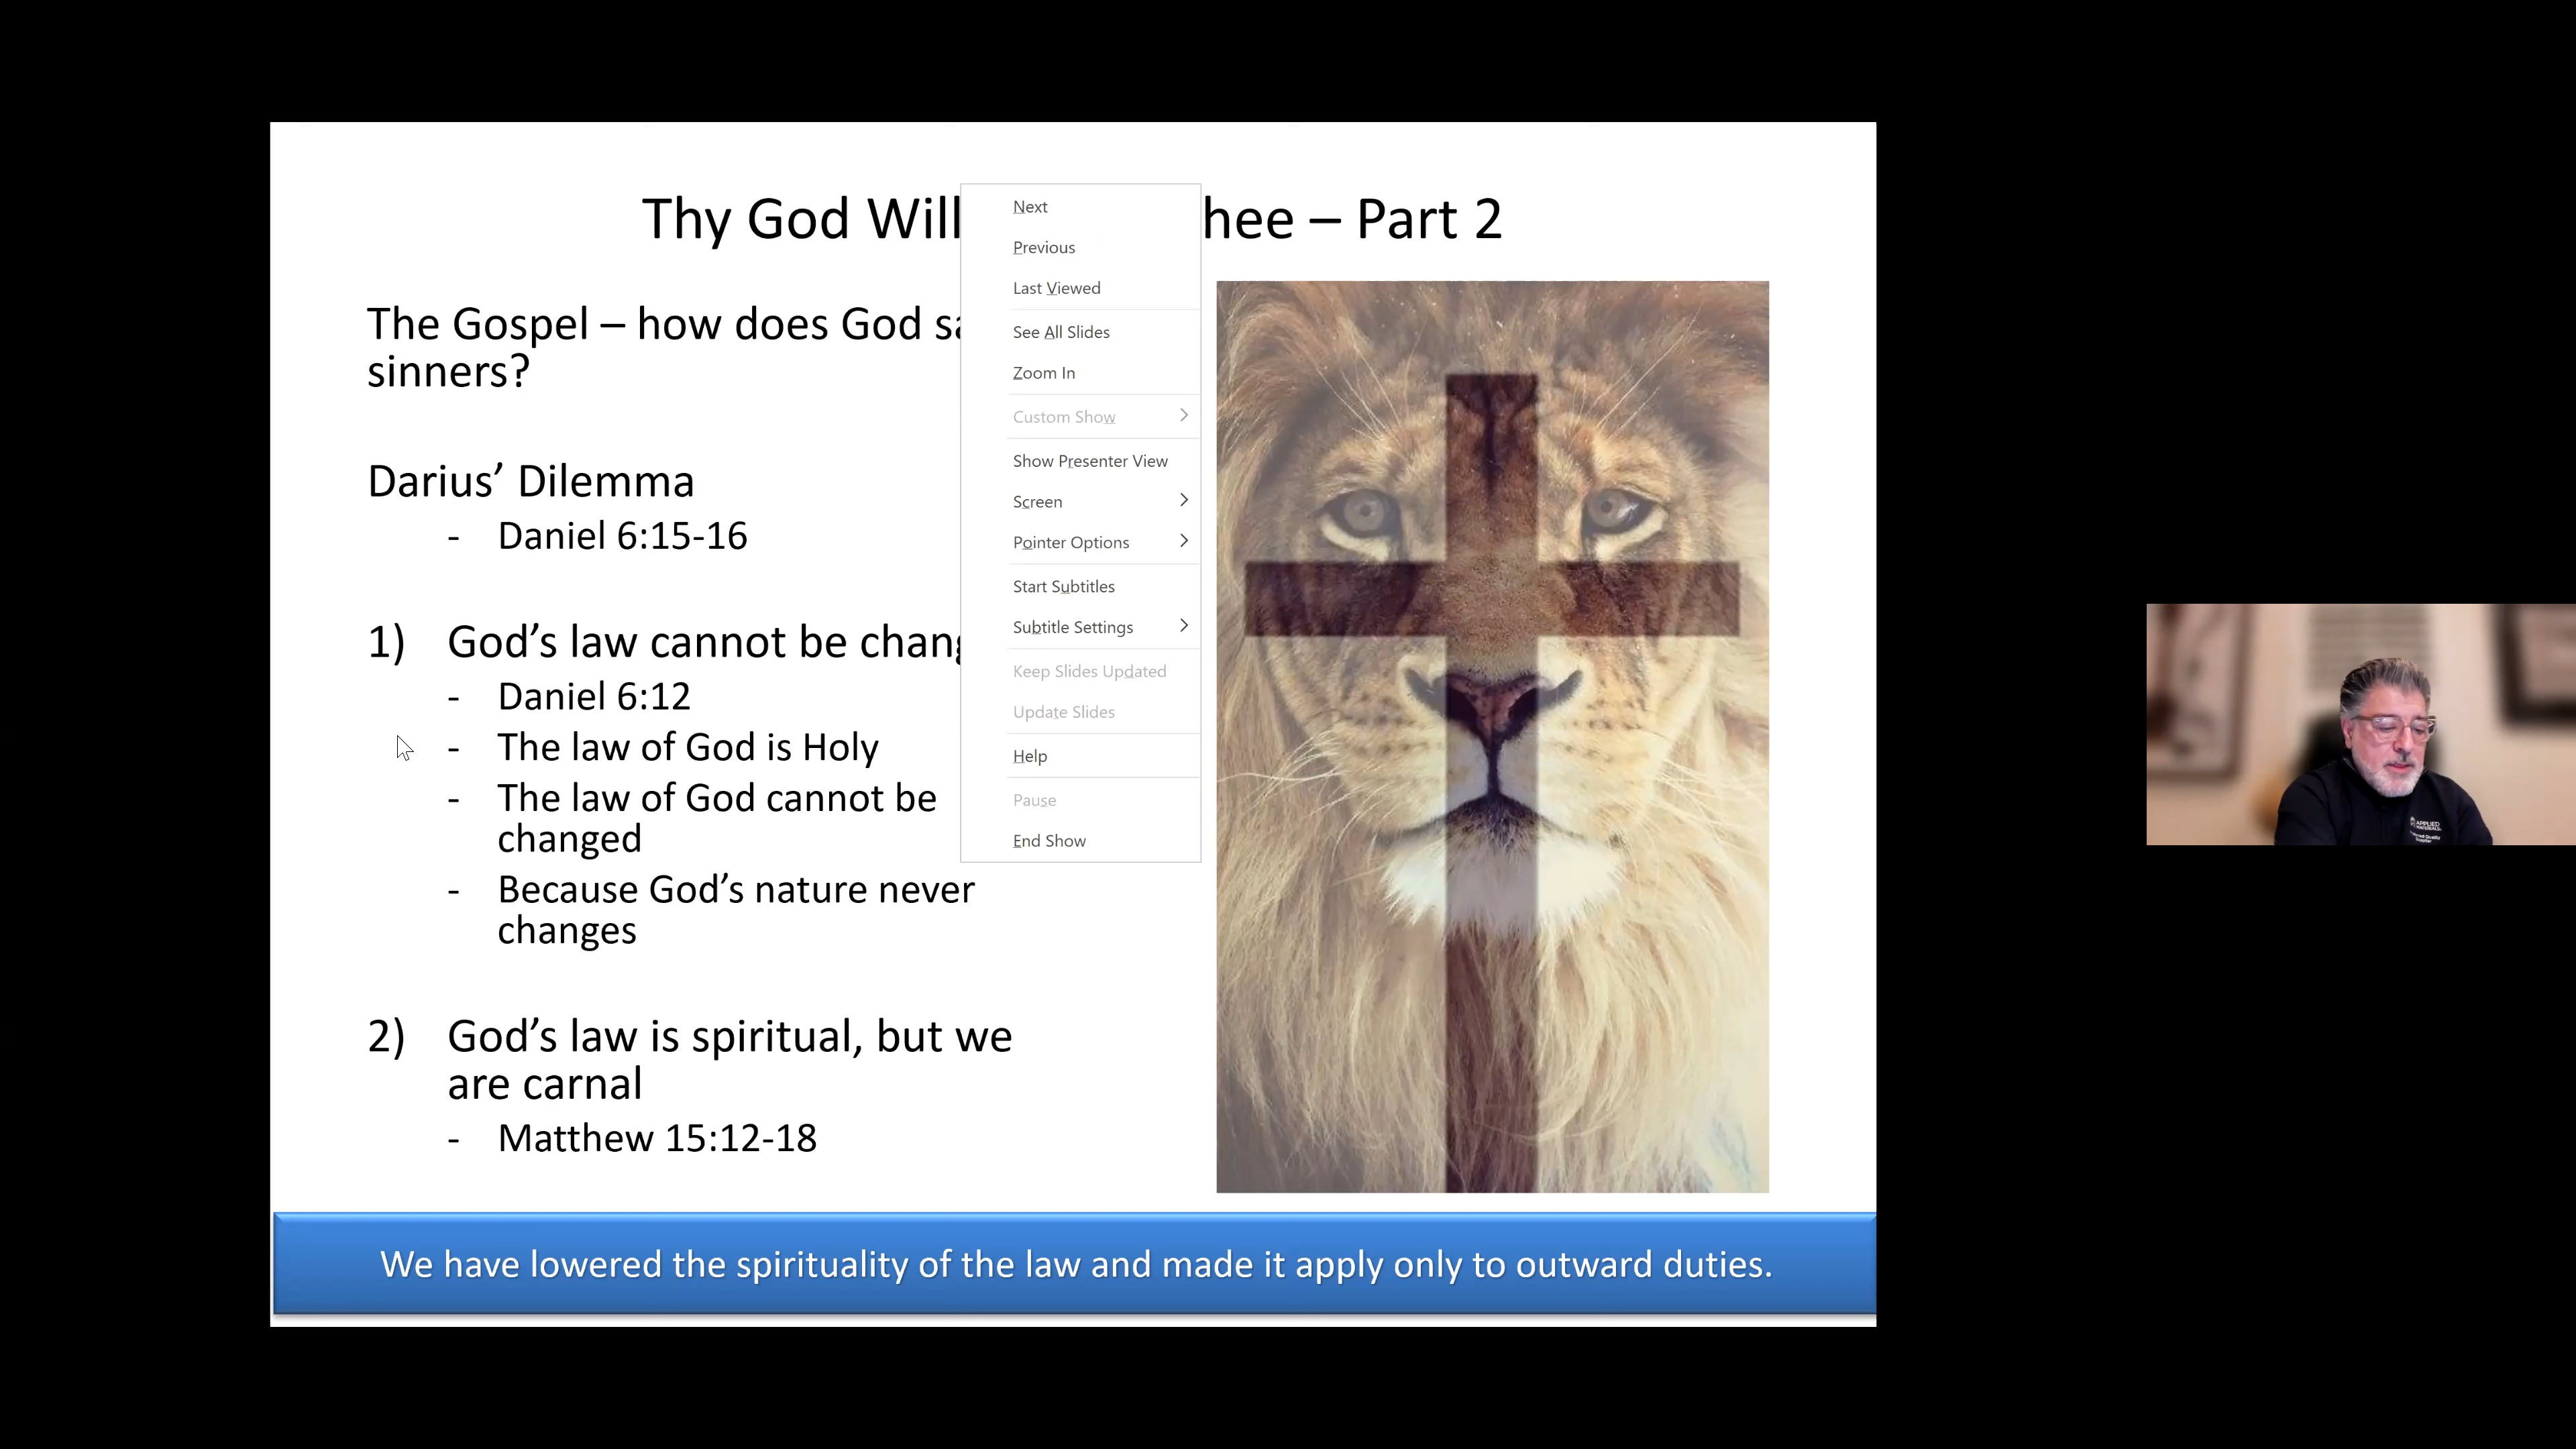 Thy God Will hee – Part 2
The Gospel – how does God sa
sinners?
Darius’ Dilemma
- Daniel 6:15-16
1) God’s law cannot be chang
- Daniel 6:12
- The law of God is Holy
- The law of God cannot be
changed
- Because God’s nature never
changes
2) God’s law is spiritual, but we
are carnal
- Matthew 15:12-18
We have lowered the spirituality of the law and made it apply only to outward duties.
Next
Previous
Last Viewed
See All Slides
Zoom In
Custom Show
Show Presenter View
Screen
Pointer Options
Start Subtitles
Subtitle Settings
Keep Slides Updated
Update Slides
Help
Pause
End Show
APPLIED
MATERIALS